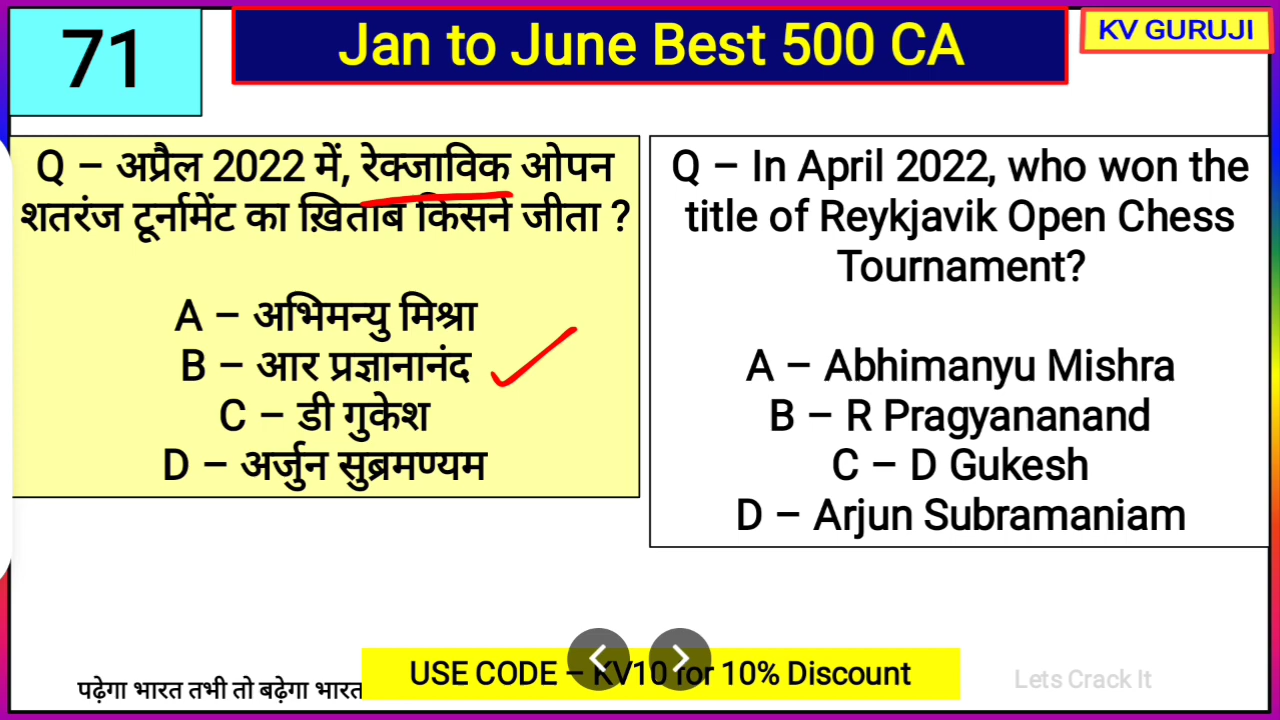 71
Jan to June Best 500 CA
KV GURUJI
Q – अप्रैल 2022 में, रेक्जाविक ओपन
शतरंज टूर्नामेंट का ख़िताब किसने जीता ?
A – अभिमन्यु मिश्रा
B – आर प्रज्ञानानंद
C – डी गुकेश
D – अर्जुन सुब्रमण्यम
Q – In April 2022, who won the
title of Reykjavik Open Chess
Tournament?
A – Abhimanyu Mishra
B – R Pragyananand
C – D Gukesh
D – Arjun Subramaniam
पढ़ेगा भारत तभी तो बढ़ेगा भारत
USE CODE – KV10 for 10% Discount
Lets Crack It